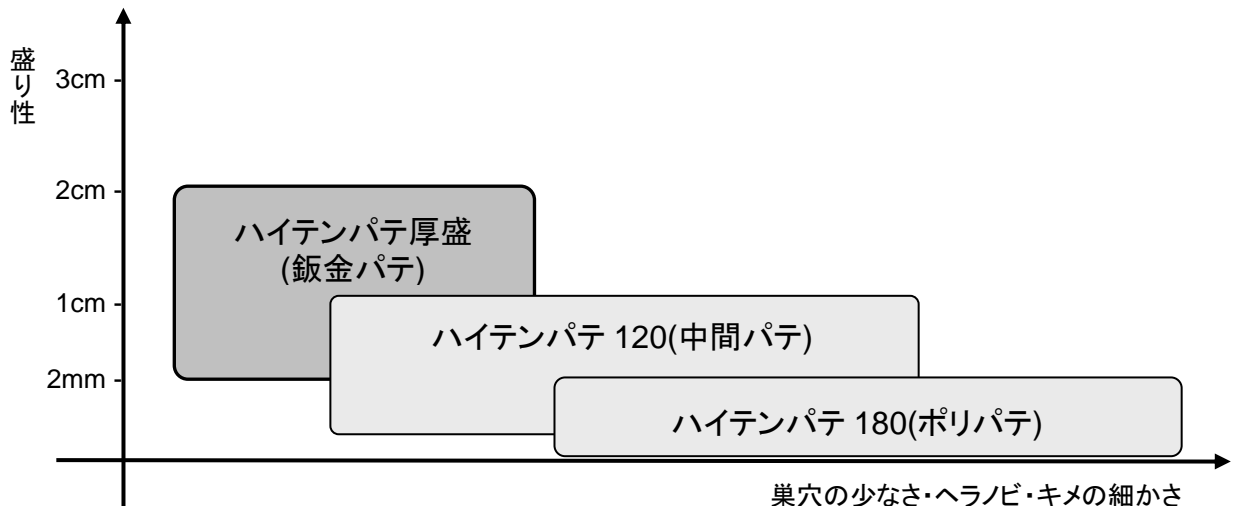 盛り性
3cm
2cm
ハイテンパテ厚盛
(鈑金パテ)
1cm
ハイテンパテ 120(中間パテ)
2mm
ハイテンパテ 180(ポリパテ)
巣穴の少なさ・ヘラノビ・キメの細かさ